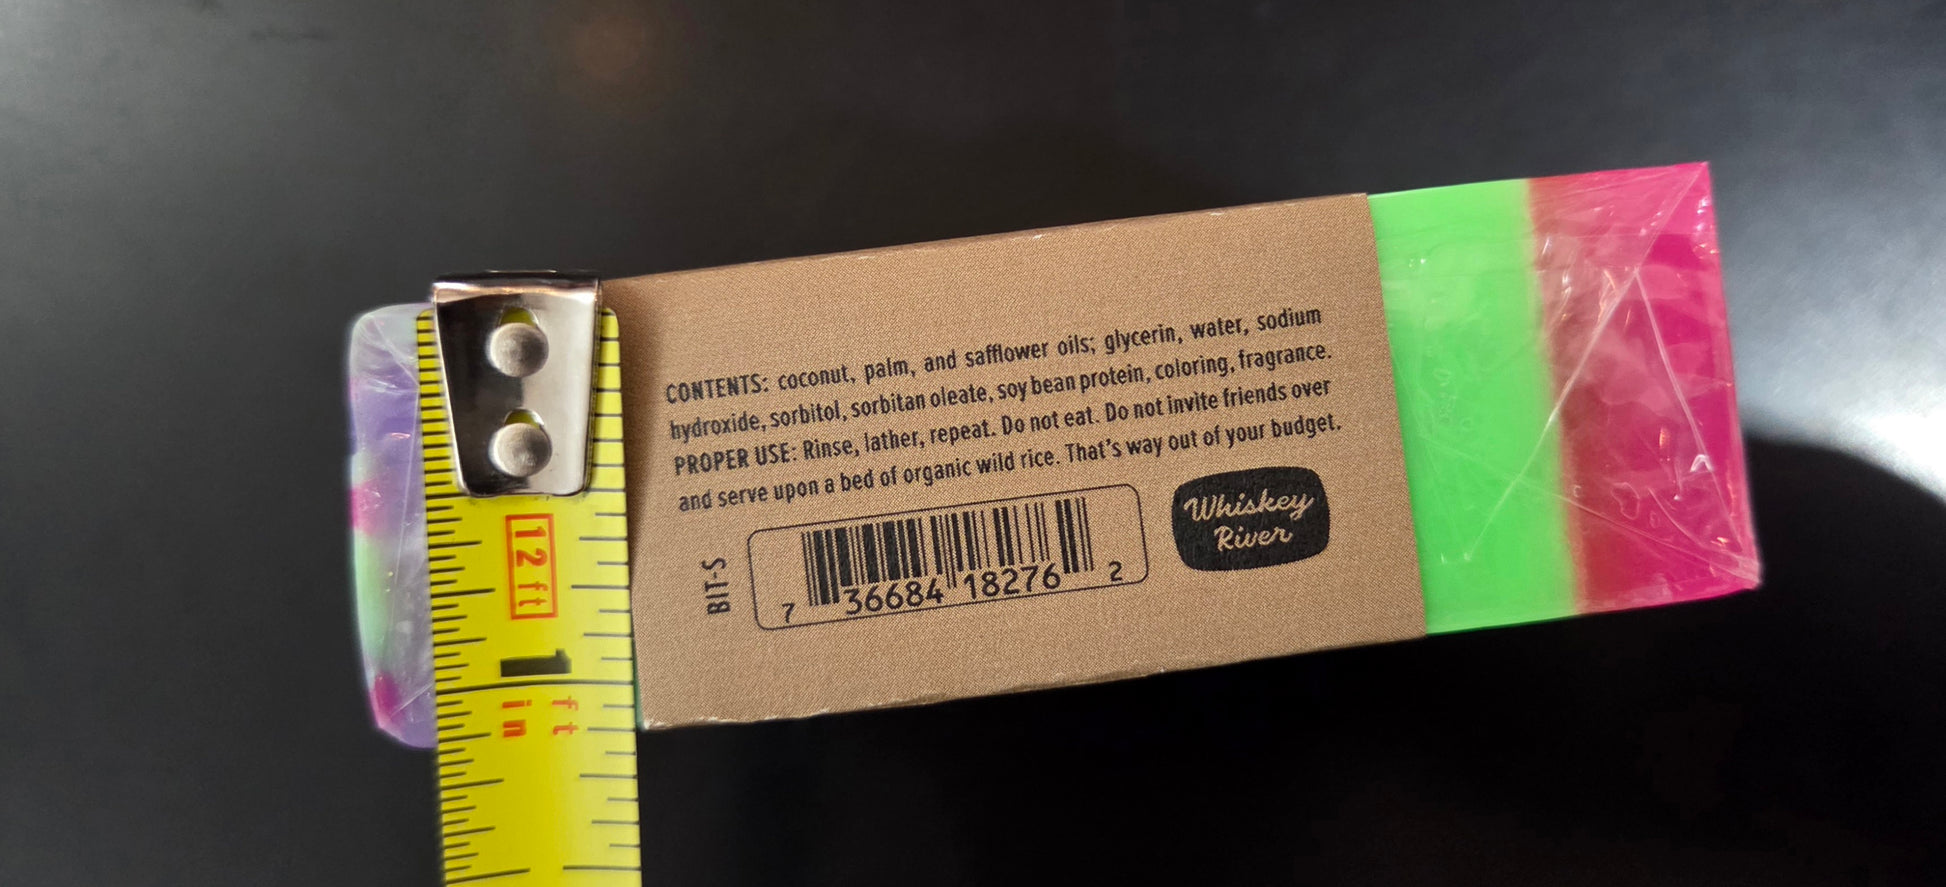 CONTENTS: coconut, palm, and safflower oils; glycerin, water, sodium
hydroxide, sorbitol, sorbitan oleate, soy bean protein, coloring, fragrance.
PROPER USE: Rinse, lather, repeat. Do not eat. Do not invite friends over
and serve upon a bed of organic wild rice. That's way out of your budget.
BIT-S
7 36684 18276 2
Whiskey
River
12 ft
1
ft
in